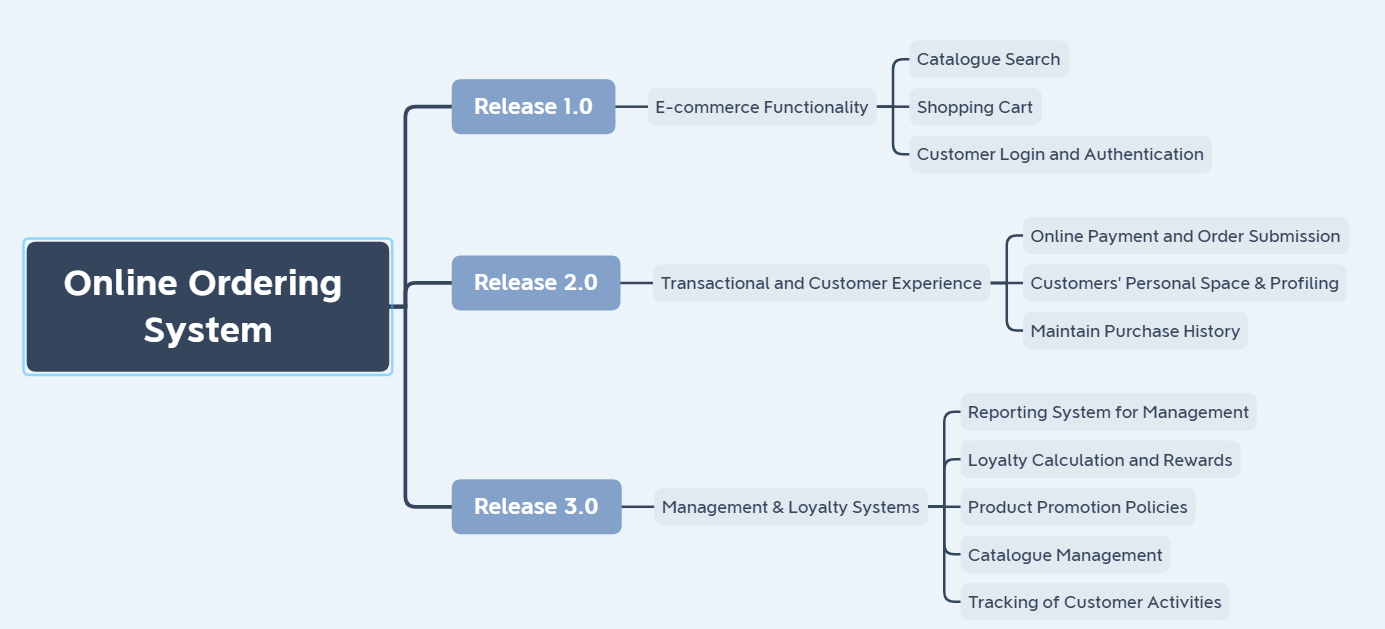 Online Ordering
System
Release 1.0
E-commerce Functionality
Catalogue Search
Shopping Cart
Customer Login and Authentication
Release 2.0
Transactional and Customer Experience
Online Payment and Order Submission
Customers' Personal Space & Profiling
Maintain Purchase History
Release 3.0
Management & Loyalty Systems
Reporting System for Management
Loyalty Calculation and Rewards
Product Promotion Policies
Catalogue Management
Tracking of Customer Activities